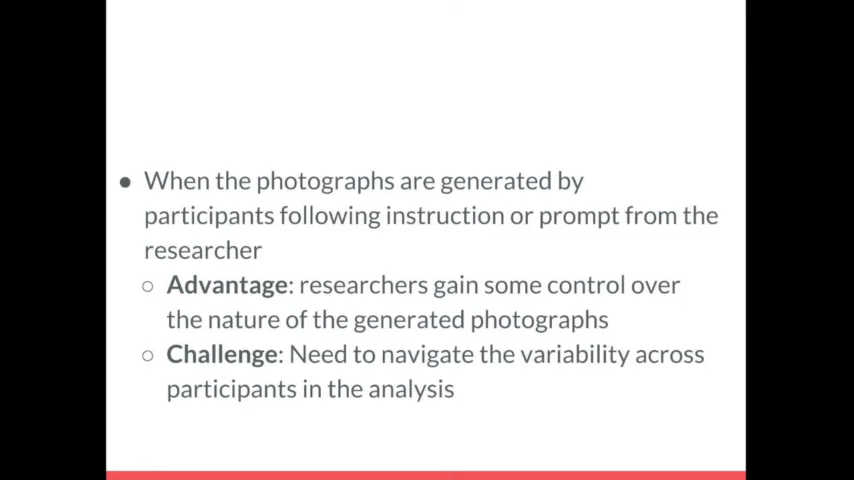 ● When the photographs are generated by
participants following instruction or prompt from the
researcher
○ Advantage: researchers gain some control over
the nature of the generated photographs
○ Challenge: Need to navigate the variability across
participants in the analysis